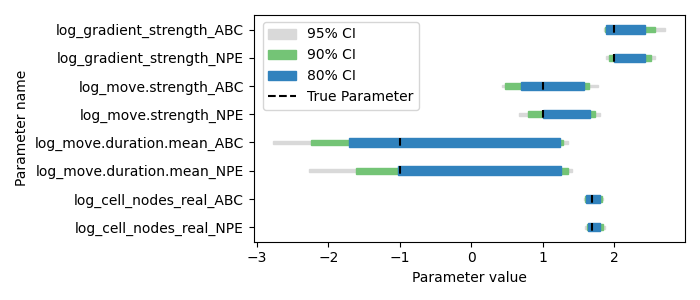 95% CI
90% CI
80% CI
True Parameter
log_gradient_strength_ABC
log_gradient_strength_NPE
log_move.strength_ABC
log_move.strength_NPE
log_move.duration.mean_ABC
log_move.duration.mean_NPE
log_cell_nodes_real_ABC
log_cell_nodes_real_NPE
Parameter name
−3 −2 −1 0 1 2
Parameter value